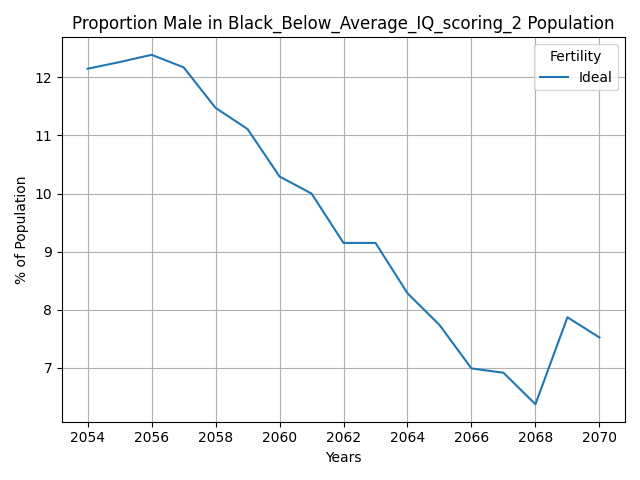 Proportion Male in Black_Below_Average_IQ_scoring_2 Population
Fertility
Ideal
% of Population
12
11
10
9
8
7
2054 2056 2058 2060 2062 2064 2066 2068 2070
Years